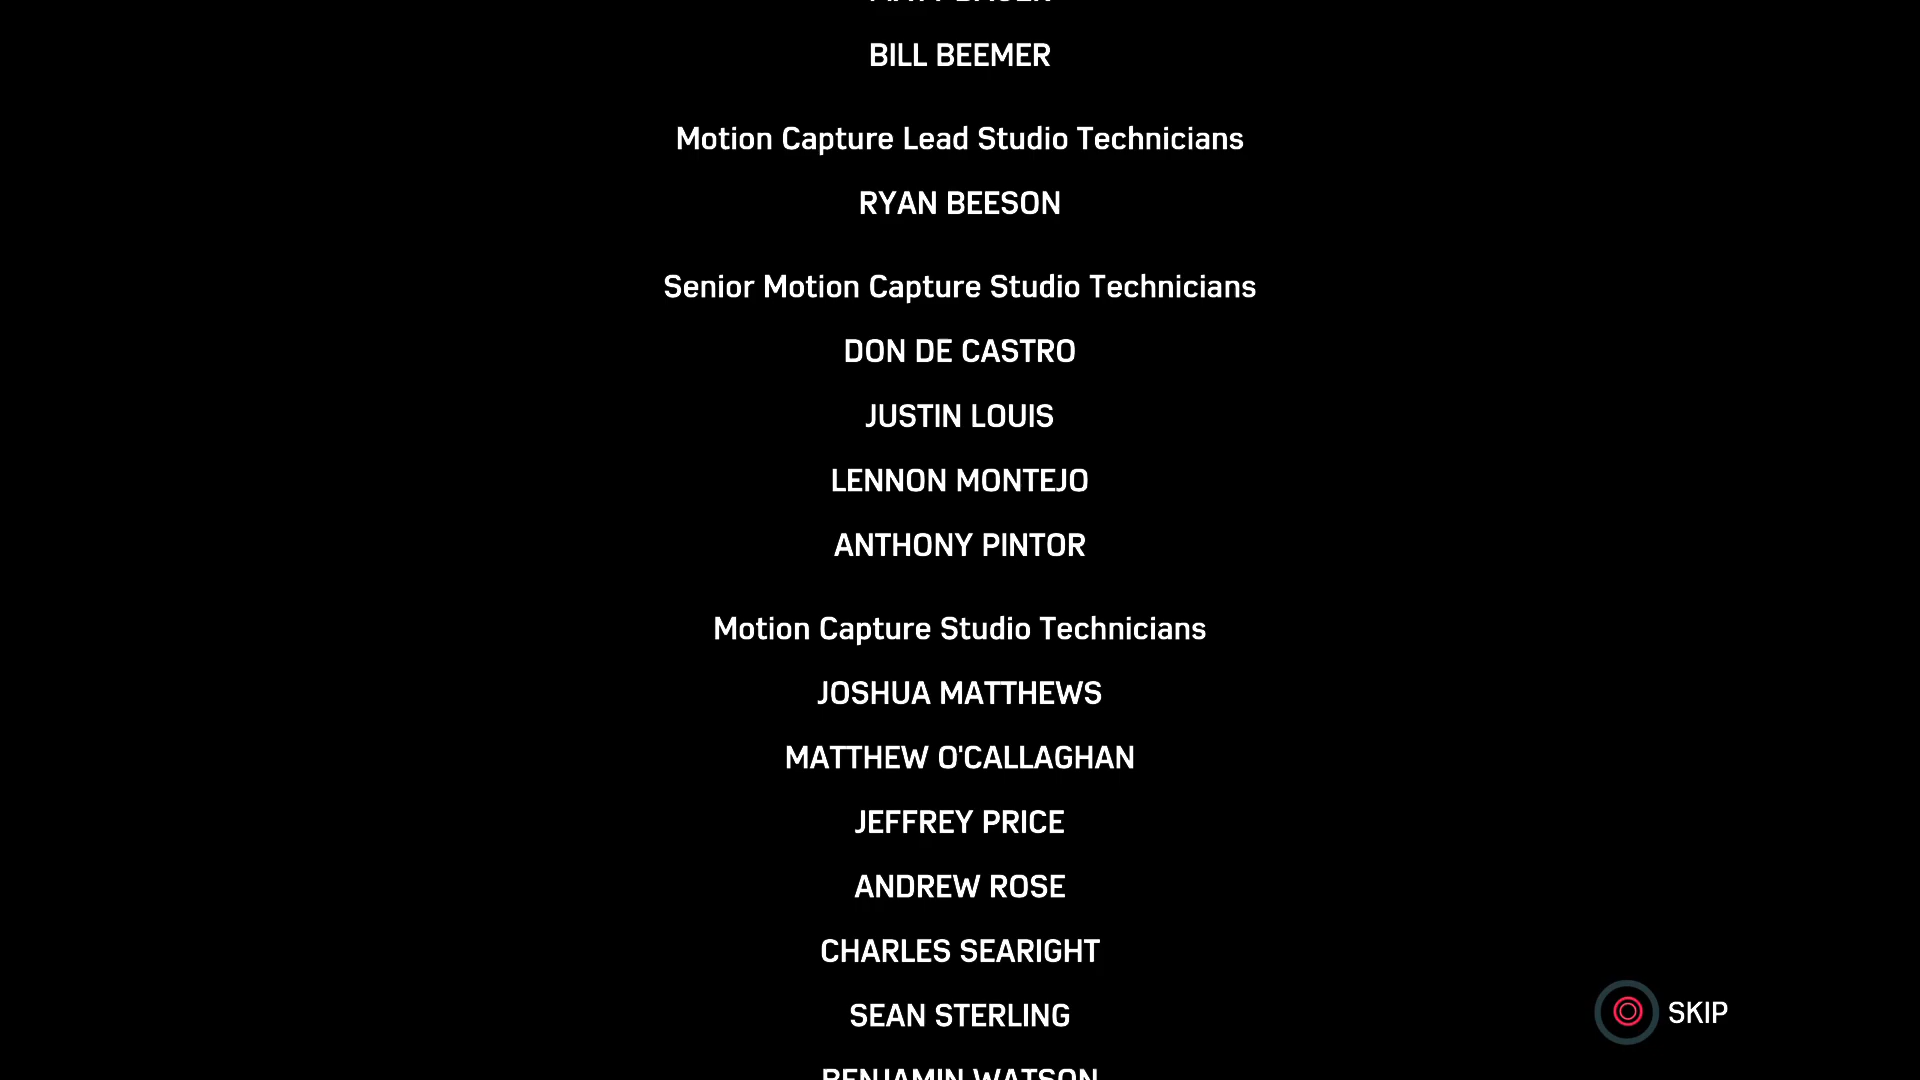 BILL BEEMER
Motion Capture Lead Studio Technicians
RYAN BEESON
Senior Motion Capture Studio Technicians
DON DE CASTRO
JUSTIN LOUIS
LENNON MONTEJO
ANTHONY PINTOR
Motion Capture Studio Technicians
JOSHUA MATTHEWS
MATTHEW O'CALLAGHAN
JEFFREY PRICE
ANDREW ROSE
CHARLES SEARIGHT
SEAN STERLING
SKIP
BENJAMIN WATSON